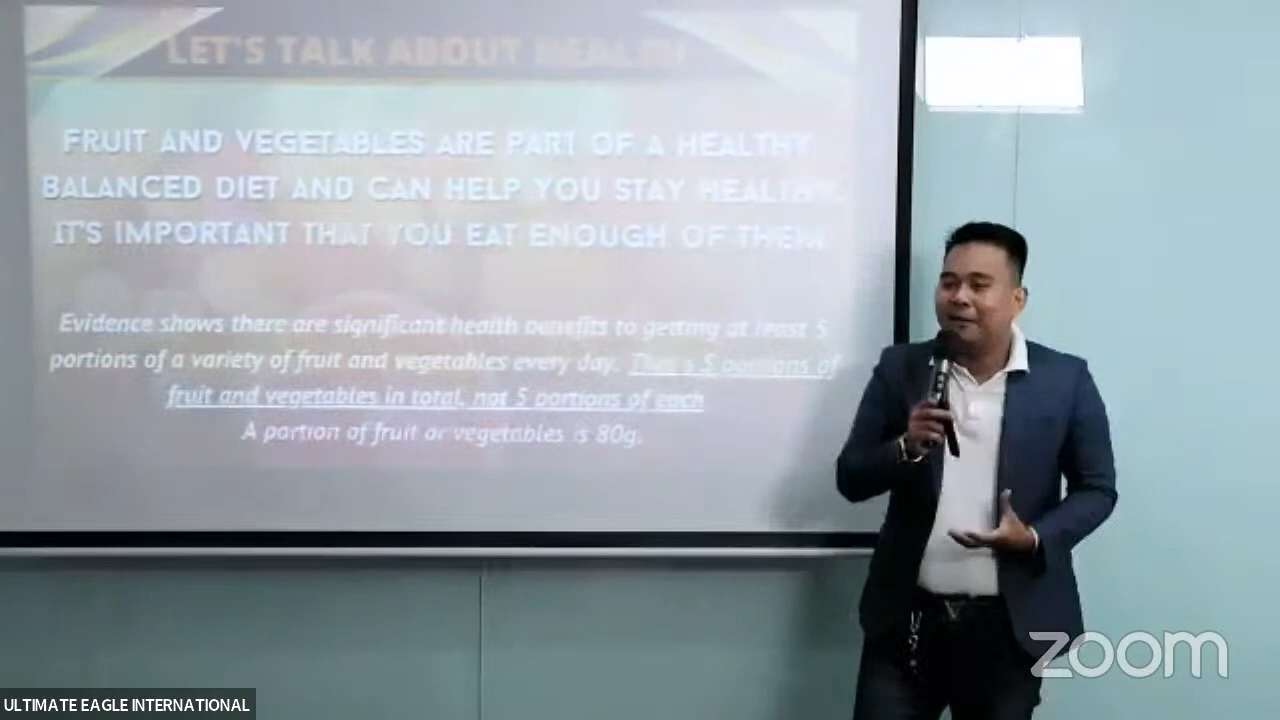 LET'S TALK ABOUT HEALTH
FRUIT AND VEGETABLES ARE PART OF A HEALTHY
BALANCED DIET AND CAN HELP YOU STAY HEALTHY.
IT'S IMPORTANT THAT YOU EAT ENOUGH OF THEM.
Evidence shows there are significant health benefits to getting at least 5
portions of a variety of fruit and vegetables every day. That's 5 portions of
fruit and vegetables in total, not 5 portions of each
A portion of fruit or vegetables is 80g.
zoom
ULTIMATE EAGLE INTERNATIONAL